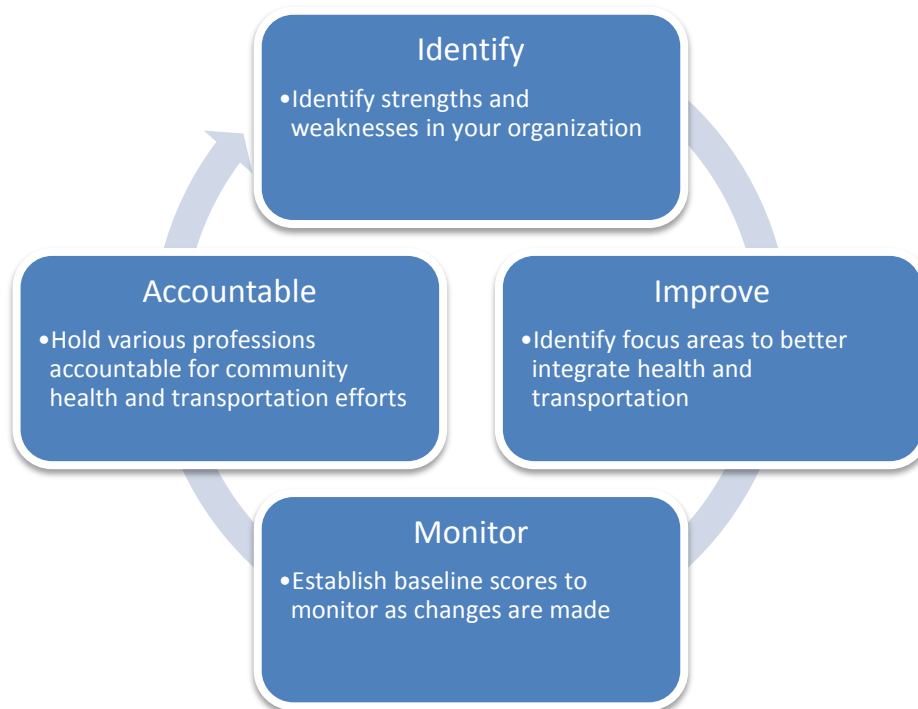 Identify
•Identify strengths and
weaknesses in your organization
Improve
•Identify focus areas to better
integrate health and
transportation
Monitor
•Establish baseline scores to
monitor as changes are made
Accountable
•Hold various professions
accountable for community
health and transportation efforts